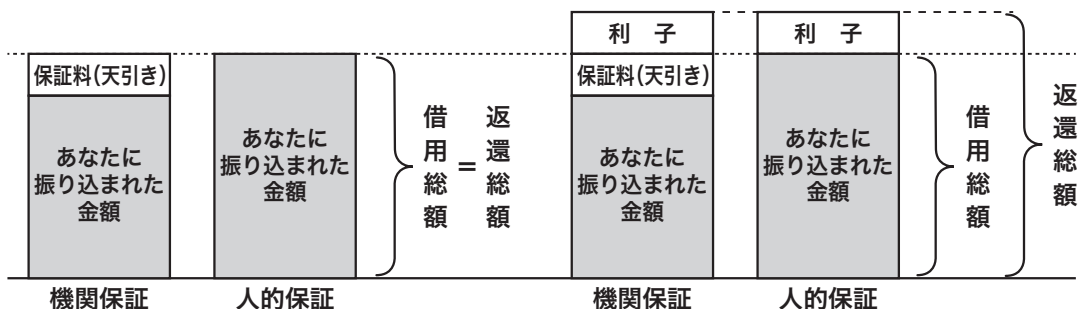 保証料(天引き)
あなたに
振り込まれた
金額
機関保証
あなたに
振り込まれた
金額
人的保証
借用総額
=
返還総額
利 子
保証料(天引き)
あなたに
振り込まれた
金額
機関保証
利 子
あなたに
振り込まれた
金額
人的保証
借用総額
返還総額